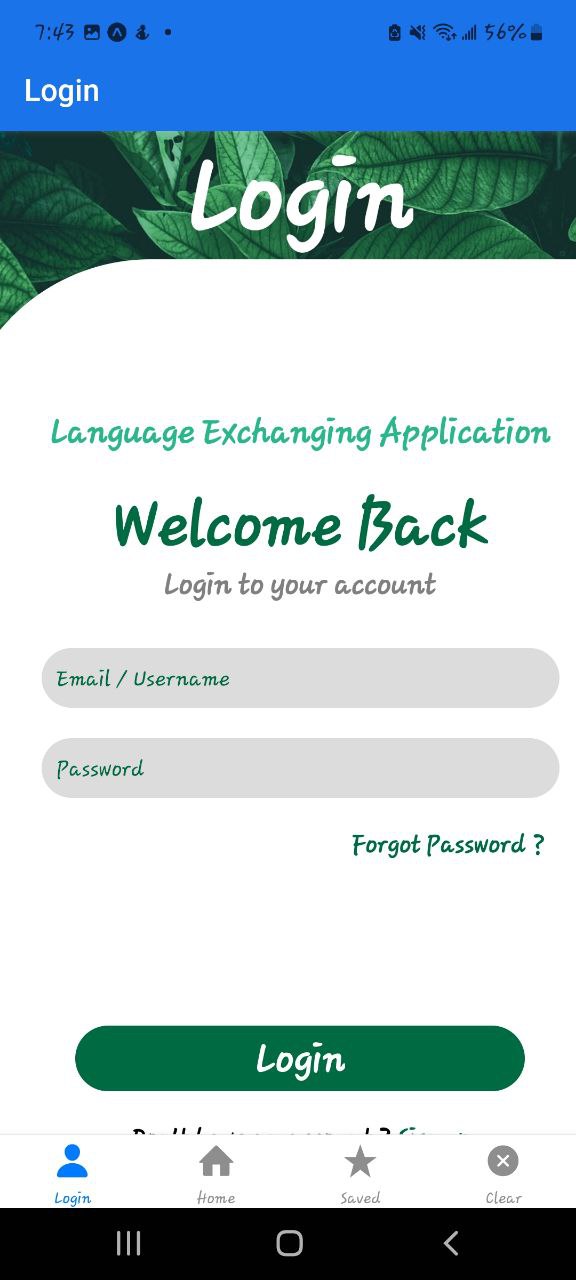 7:43 56%
Login
Login
Language Exchanging Application
Welcome Back
Login to your account
Email / Username
Password
Forgot Password ?
Login
Login Home Saved Clear